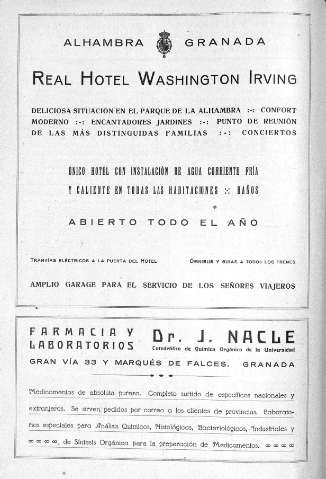 ALHAMBRA GRANADA
REAL HOTEL WASHINGTON IRVING
DELICIOSA SITUACIÓN EN EL PARQUE DE LA ALHAMBRA :-: CONFORT
MODERNO :-: ENCANTADORES JARDINES :-: PUNTO DE REUNIÓN
DE LAS MÁS DISTINGUIDAS FAMILIAS :-: CONCIERTOS
ÚNICO HOTEL CON INSTALACIÓN DE AGUA CORRIENTE FRÍA
Y CALIENTE EN TODAS LAS HABITACIONES :-: BAÑOS
ABIERTO TODO EL AÑO
TRANVÍAS ELÉCTRICOS A LA PUERTA DEL HOTEL OMNIBUS Y GUIAS A TODOS LOS TRENES
AMPLIO GARAGE PARA EL SERVICIO DE LOS SEÑORES VIAJEROS
FARMACIA Y
LABORATORIOS
Dr. J. NACLE
Catedrático de Química Orgánica de la Universidad
GRAN VÍA 33 Y MARQUÉS DE FALCES. GRANADA
Medicamentos de absoluta pureza. Completo surtido de específicos nacionales y
extranjeros. Se sirven pedidos por correo a los clientes de provincias. Laborato-
rios especiales para Análisis Químicos, Histológicos, Bacteriológicos, Industriales y
de Síntesis Orgánica para la preparación de Medicamentos.